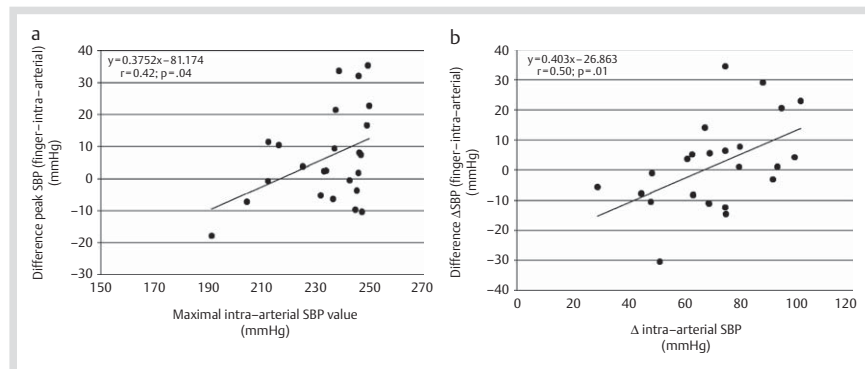 a
y=0.3752x−81.174
r=0.42; p=.04
Difference peak SBP (finger−intra−arterial)
(mmHg)
40
30
20
10
0
−10
−20
−30
150
170
190
210
230
250
270
Maximal intra−arterial SBP value
(mmHg)
b
y=0.403x−26.863
r=0.50; p=.01
Difference ΔSBP (finger−intra−arterial)
(mmHg)
40
30
20
10
0
−10
−20
−30
−40
0
20
40
60
80
100
120
Δ intra−arterial SBP
(mmHg)